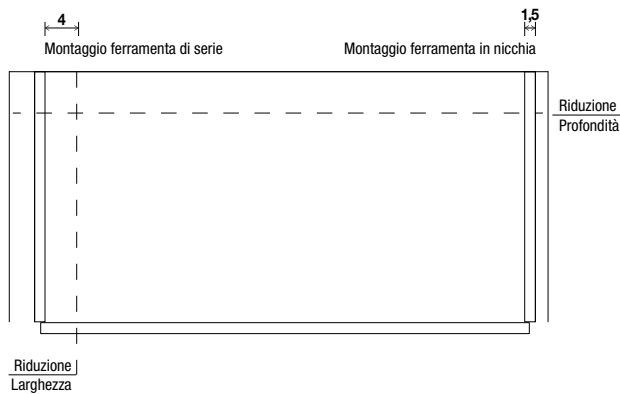 4
1,5
Montaggio ferramenta di serie
Montaggio ferramenta in nicchia
Riduzione
Profondità
Riduzione
Larghezza